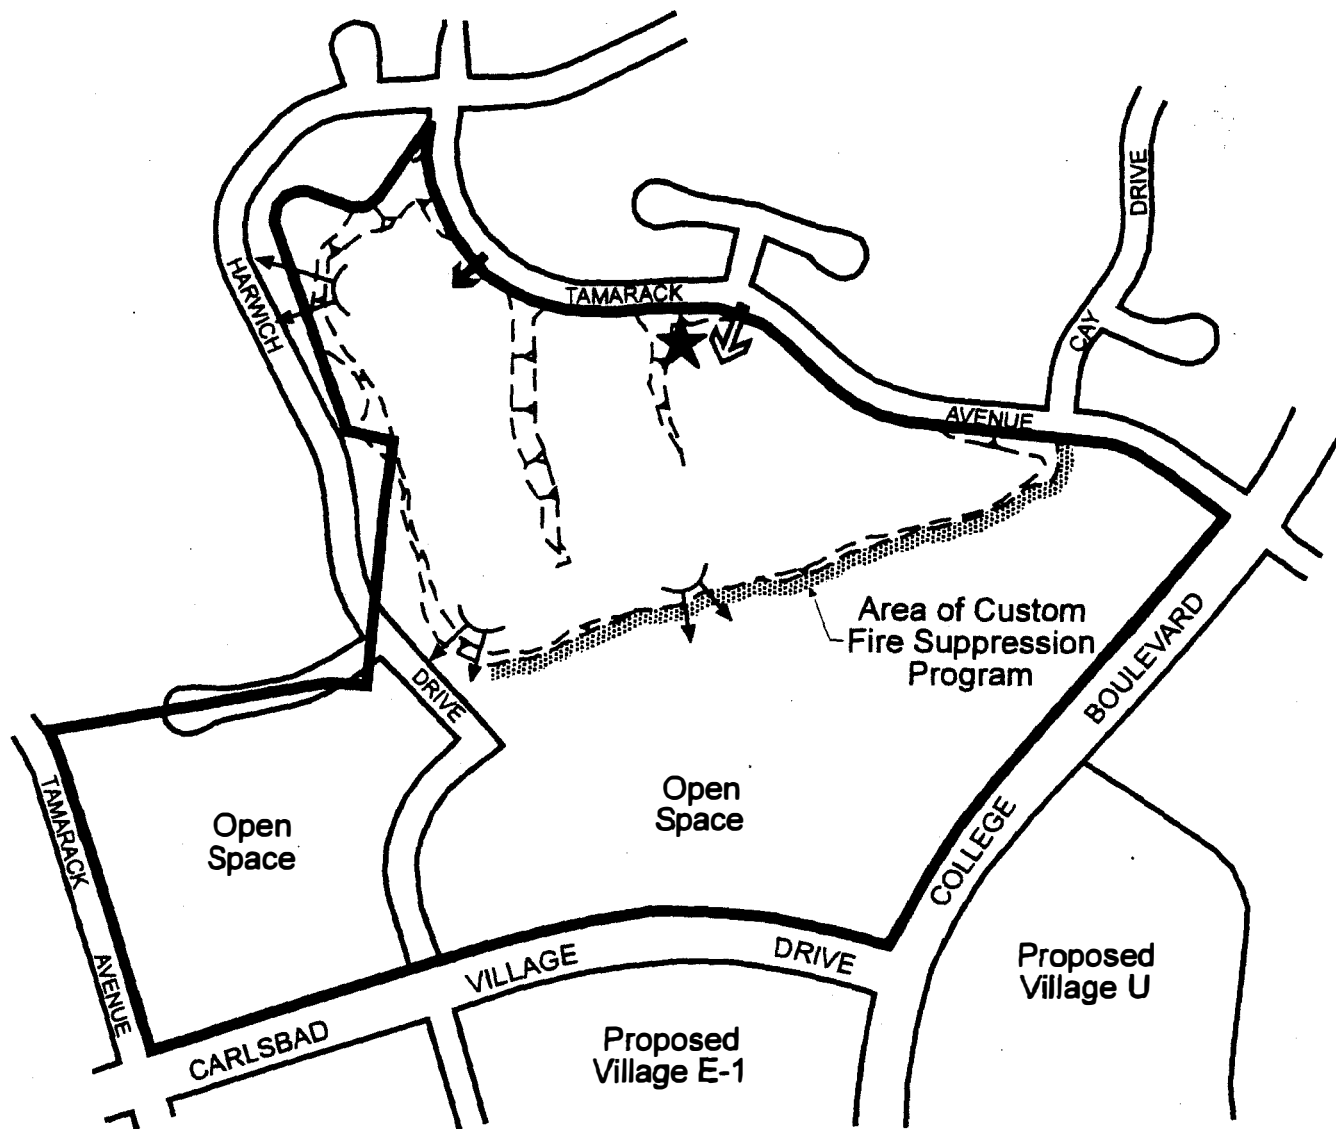 DRIVE
HARWICH
TAMARACK
CAY
AVENUE
Area of Custom
Fire Suppression
Program
BOULEVARD
DRIVE
TAMARACK
Open
Space
Open
Space
COLLEGE
AVENUE
VILLAGE
DRIVE
CARLSBAD
Proposed
Village U
Proposed
Village E-1